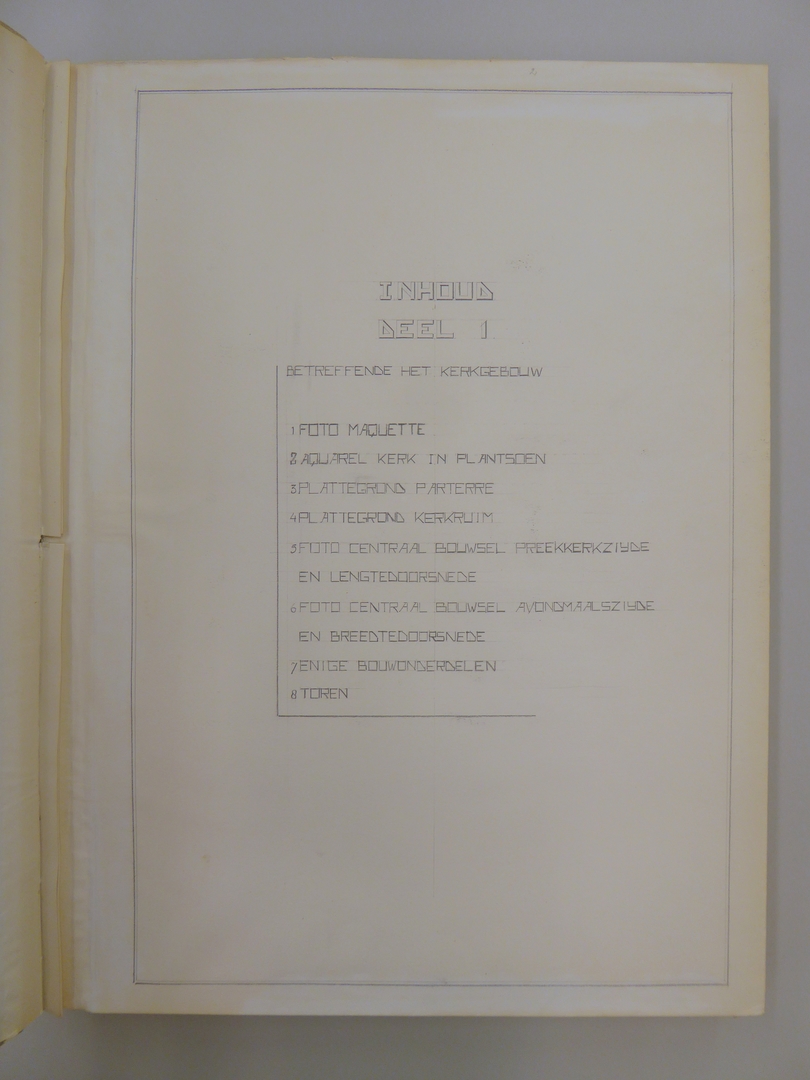 INHOUD
DEEL 1
BETREFFENDE HET KERKGEBOUW
1 FOTO MAQUETTE
2 AQUAREL KERK IN PLANTSOEN
3 PLATTEGROND PARTERRE
4 PLATTEGROND KERKRUIM
5 FOTO CENTRAAL BOUWSEL PREEKKERKZIJDE
EN LENGTEDOORSNEDE
6 FOTO CENTRAAL BOUWSEL AVONDMAALSZIJDE
EN BREEDTEDOORSNEDE
7 ENIGE BOUWONDERDELEN
8 TOREN